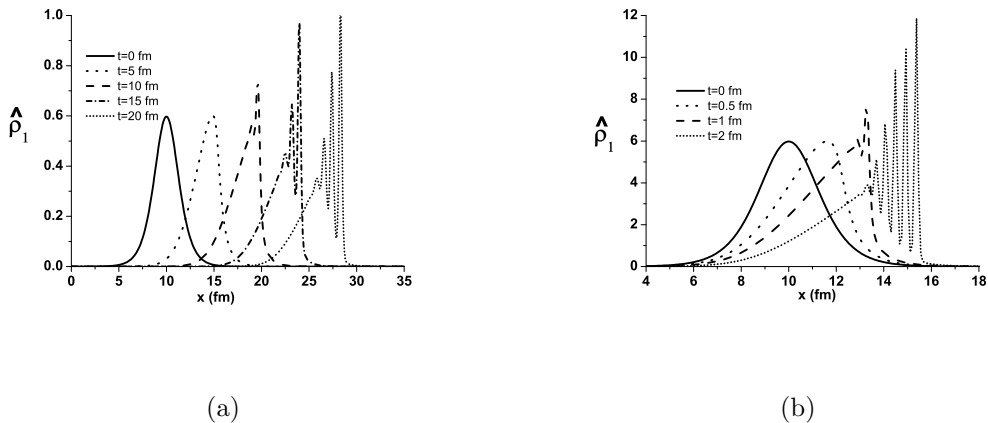 1.0
0.8
0.6
0.4
0.2
0.0
ρ̂₁
t=0 fm
t=5 fm
t=10 fm
t=15 fm
t=20 fm
0 5 10 15 20 25 30 35
x (fm)
(a)
12
10
8
6
4
2
0
ρ̂₁
t=0 fm
t=0.5 fm
t=1 fm
t=2 fm
4 6 8 10 12 14 16 18
x (fm)
(b)